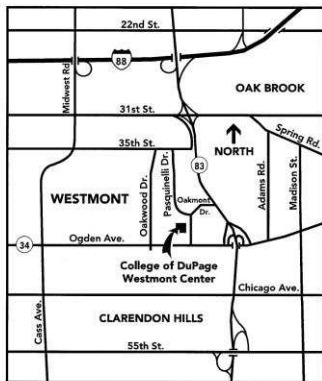 22nd St.
Midwest Rd.
88
OAK BROOK
31st St.
Spring Rd.
35th St.
NORTH
83
Oakwood Dr.
Pasquinelli Dr.
Adams Rd.
Madison St.
WESTMONT
Oakmont
Dr.
34
Ogden Ave.
College of DuPage
Westmont Center
Chicago Ave.
Cass Ave.
CLARENDON HILLS
55th St.